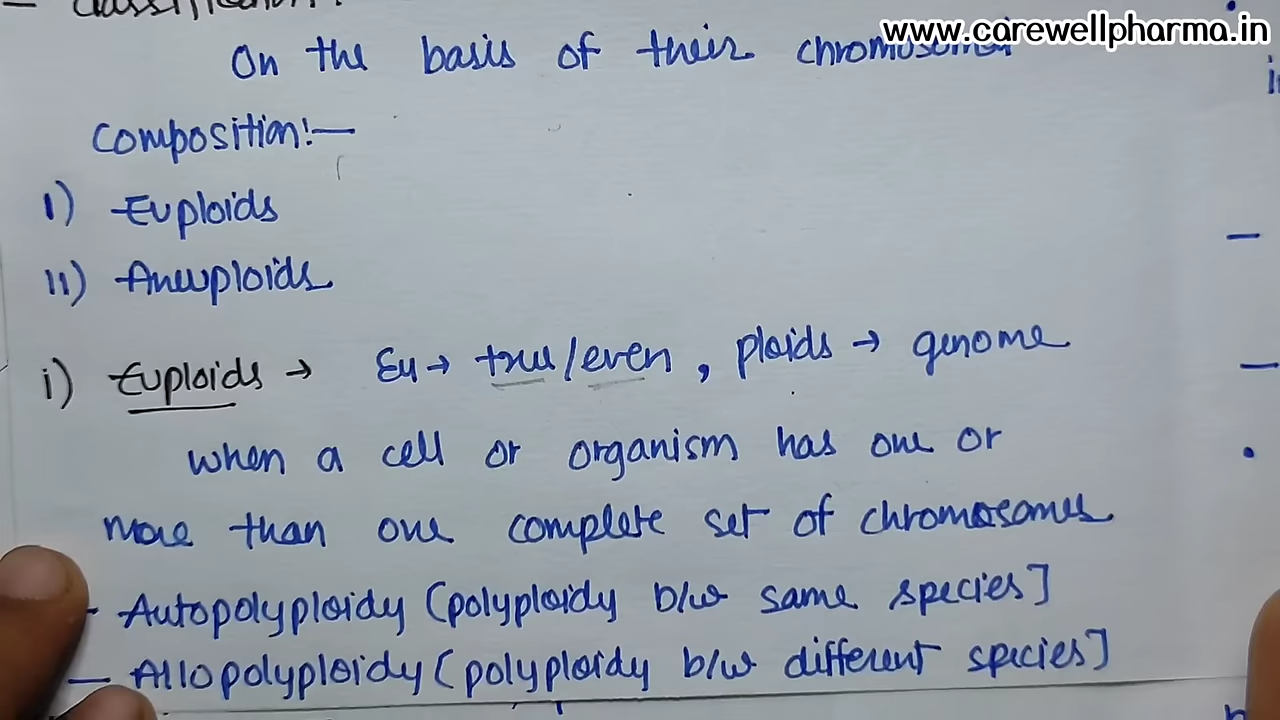 — Classification:
www.carewellpharma.in
On the basis of their chromosomal
composition:—
I) Euploids
II) Aneuploids
i) Euploids → Eu → true/even, ploids → genome
when a cell or organism has one or
more than one complete set of chromosomes
- Autopolyploidy (polyploidy b/w same species]
— Allopolyploidy (polyploidy b/w different species]